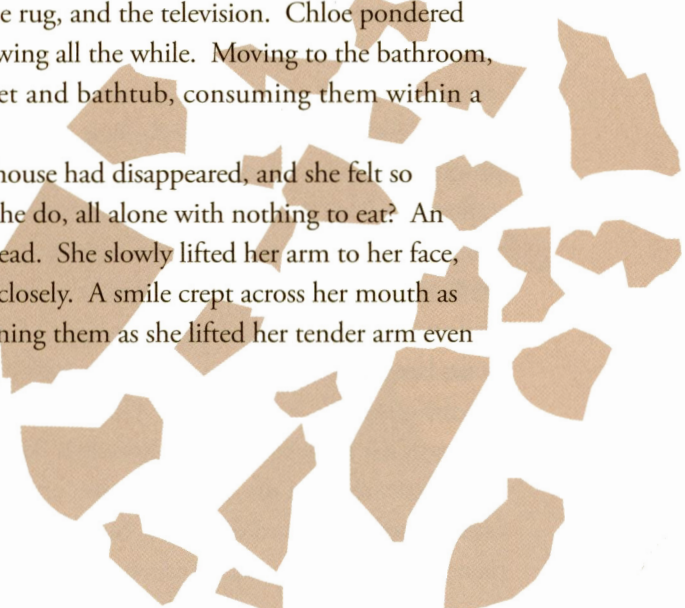 e rug, and the television. Chloe pondered
wing all the while. Moving to the bathroom,
et and bathtub, consuming them within a
house had disappeared, and she felt so
he do, all alone with nothing to eat? An
ead. She slowly lifted her arm to her face,
closely. A smile crept across her mouth as
ning them as she lifted her tender arm even